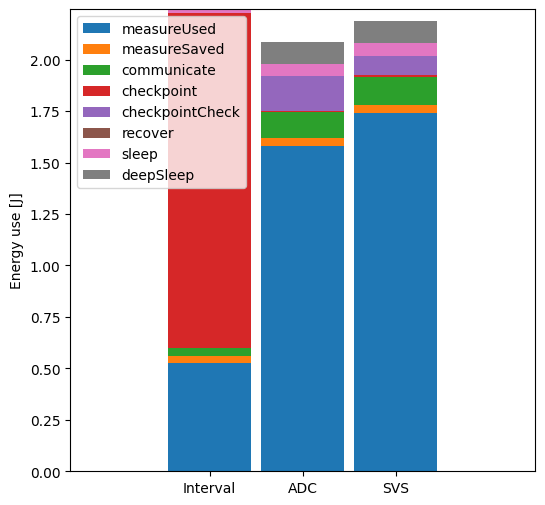 measureUsed
measureSaved
communicate
checkpoint
checkpointCheck
recover
sleep
deepSleep
Energy use [J]
2.00
1.75
1.50
1.25
1.00
0.75
0.50
0.25
0.00
Interval ADC SVS